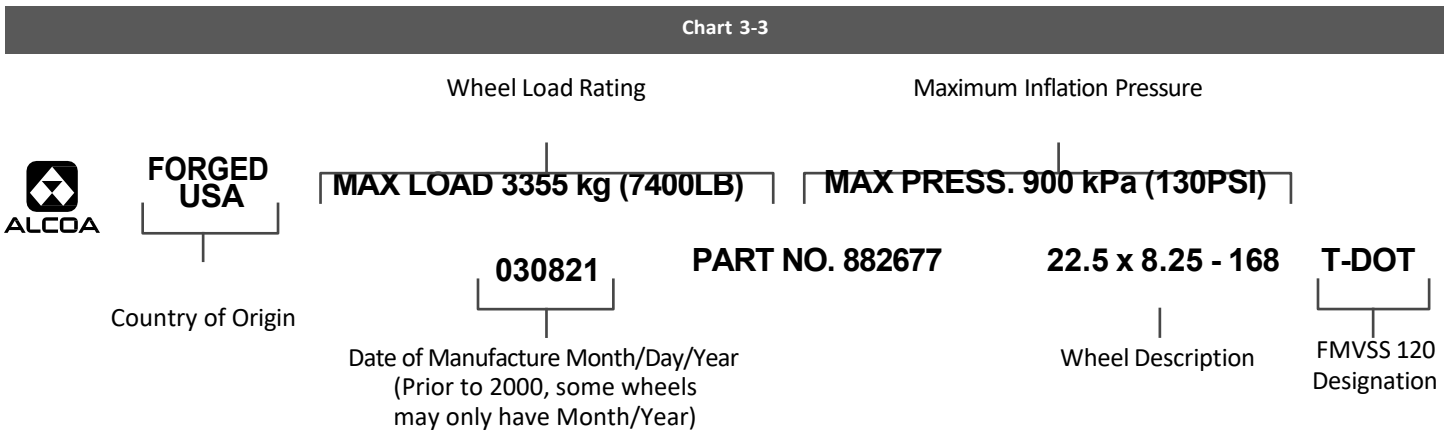 Chart 3-3
Wheel Load Rating
Maximum Inflation Pressure
ALCOA
FORGED
USA
MAX LOAD 3355 kg (7400LB)
MAX PRESS. 900 kPa (130PSI)
030821
PART NO. 882677
22.5 x 8.25 - 168
T-DOT
Country of Origin
Date of Manufacture Month/Day/Year
(Prior to 2000, some wheels
may only have Month/Year)
Wheel Description
FMVSS 120
Designation